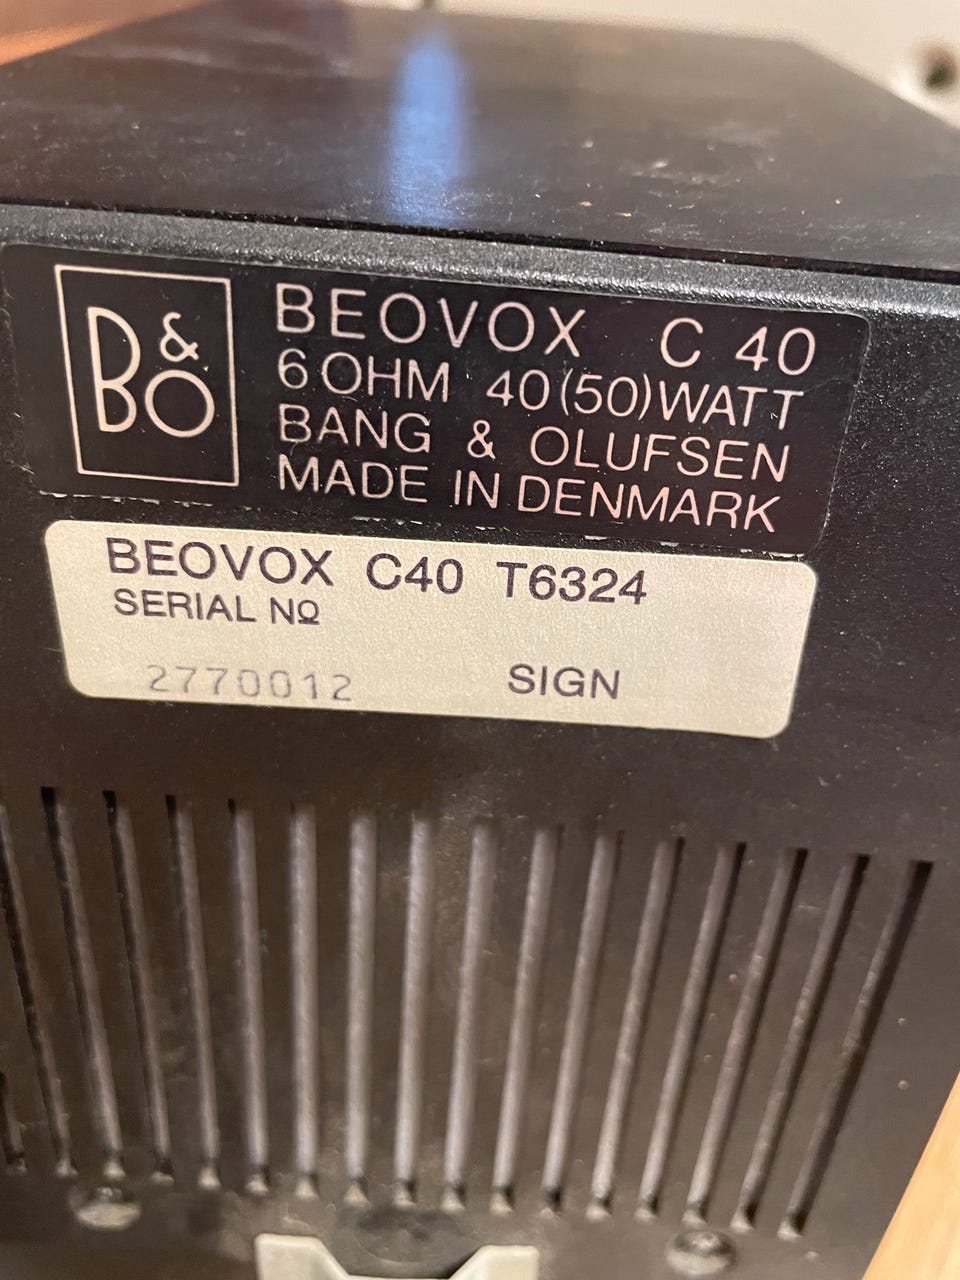 B&O
BEOVOX C 40
6 OHM 40(50)WATT
BANG & OLUFSEN
MADE IN DENMARK
BEOVOX C40 T6324
SERIAL Nº
2770012 SIGN